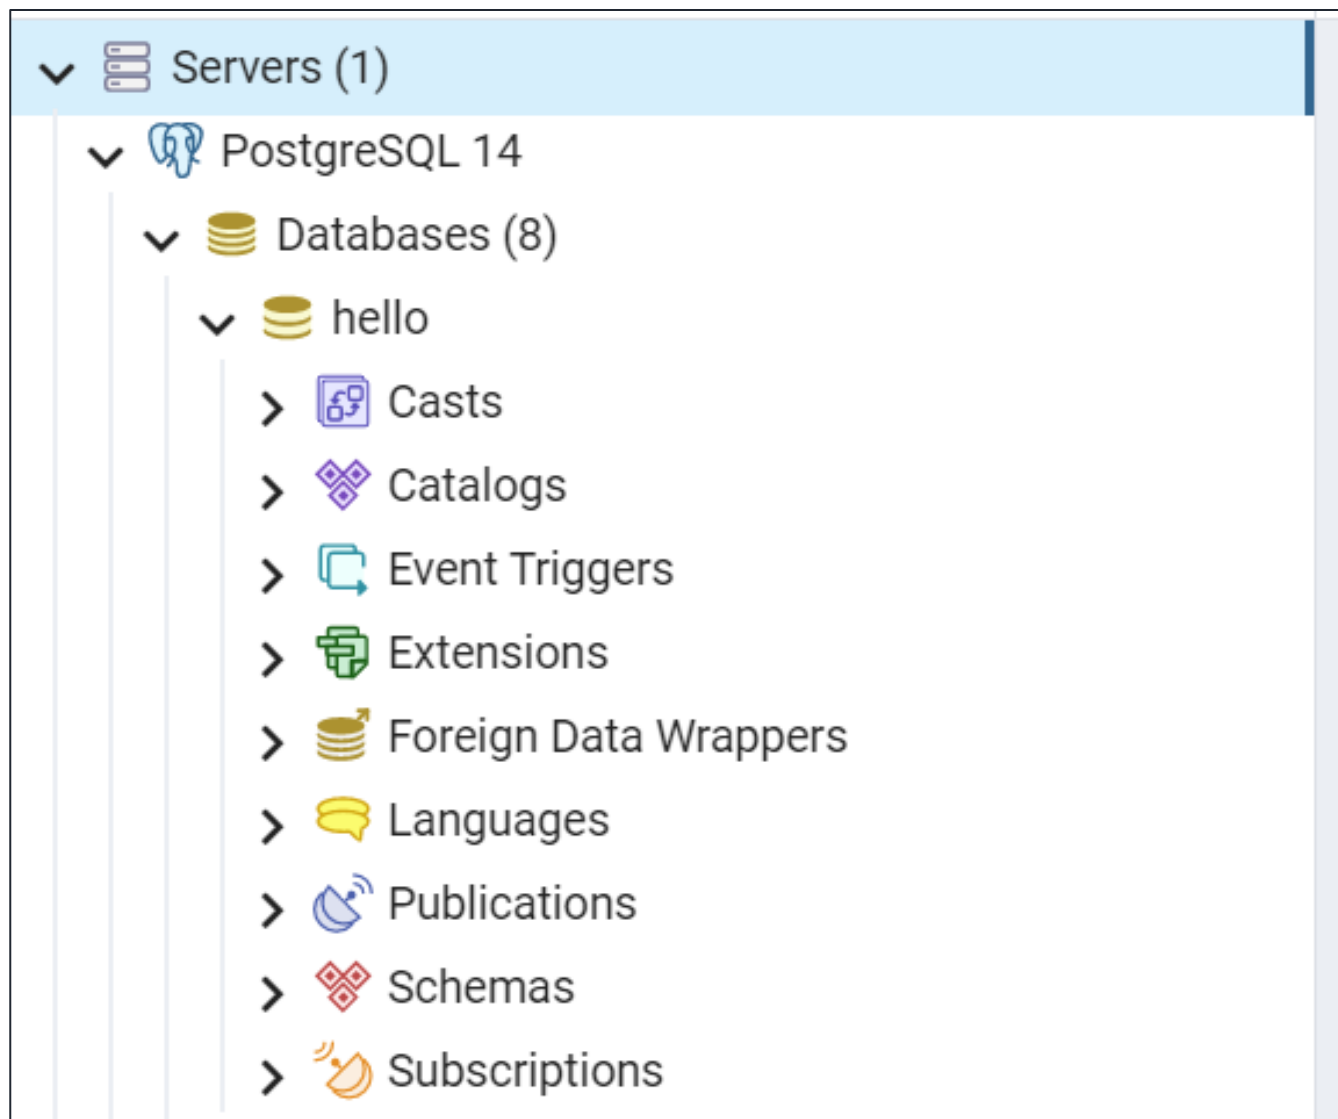 Servers (1)
PostgreSQL 14
Databases (8)
hello
Casts
Catalogs
Event Triggers
Extensions
Foreign Data Wrappers
Languages
Publications
Schemas
Subscriptions